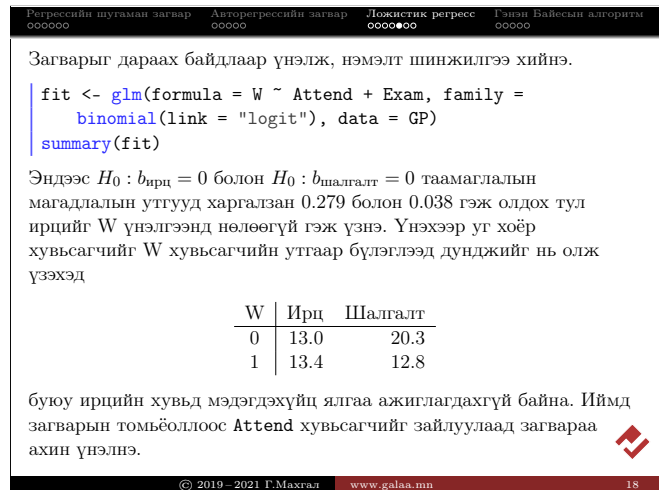 Регрессийн шугаман загвар Авторегрессийн загвар Ложистик регресс Гэнэн Байесын алгоритм
Загварыг дараах байдлаар үнэлж, нэмэлт шинжилгээ хийнэ.
fit <- glm(formula = W ~ Attend + Exam, family =
binomial(link = "logit"), data = GP)
summary(fit)
Эндээс H₀ : b_ирц = 0 болон H₀ : b_шалгалт = 0 таамаглалын
магадлалын утгууд харгалзан 0.279 болон 0.038 гэж олдох тул
ирцийг W үнэлгээнд нөлөөгүй гэж үзнэ. Үнэхээр уг хоёр
хувьсагчийг W хувьсагчийн утгаар бүлэглээд дунджийг нь олж
үзэхэд
W Ирц Шалгалт
0 13.0 20.3
1 13.4 12.8
буюу ирцийн хувьд мэдэгдэхүйц ялгаа ажиглагдахгүй байна. Иймд
загварын томьёоллоос Attend хувьсагчийг зайлуулаад загвараа
ахин үнэлнэ.
© 2019 – 2021 Г.Махгал www.galaa.mn 18